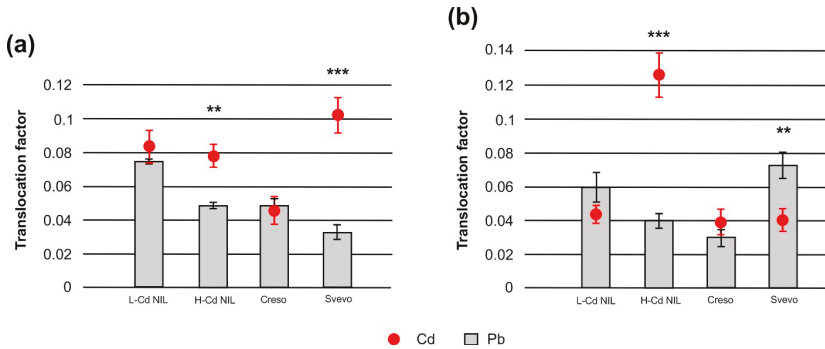 (a)
Translocation factor
0.12
0.1
0.08
0.06
0.04
0.02
0
**
***
L-Cd NIL H-Cd NIL Creso Svevo
(b)
Translocation factor
0.14
0.12
0.1
0.08
0.06
0.04
0.02
0
***
**
L-Cd NIL H-Cd NIL Creso Svevo
Cd Pb